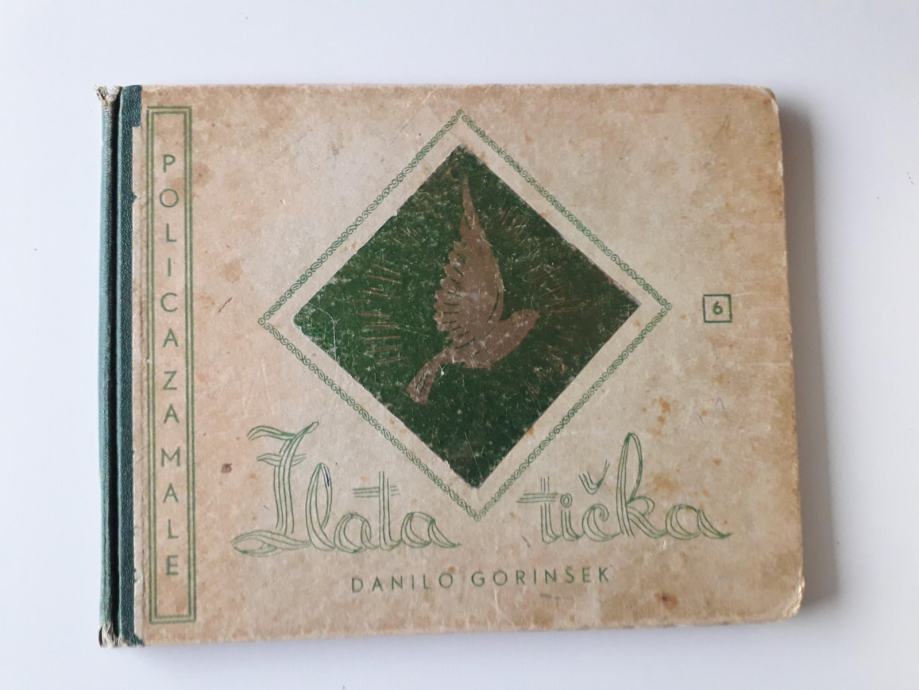 POLICA ZA MALE
6
Zlata tička
DANILO GORINŠEK